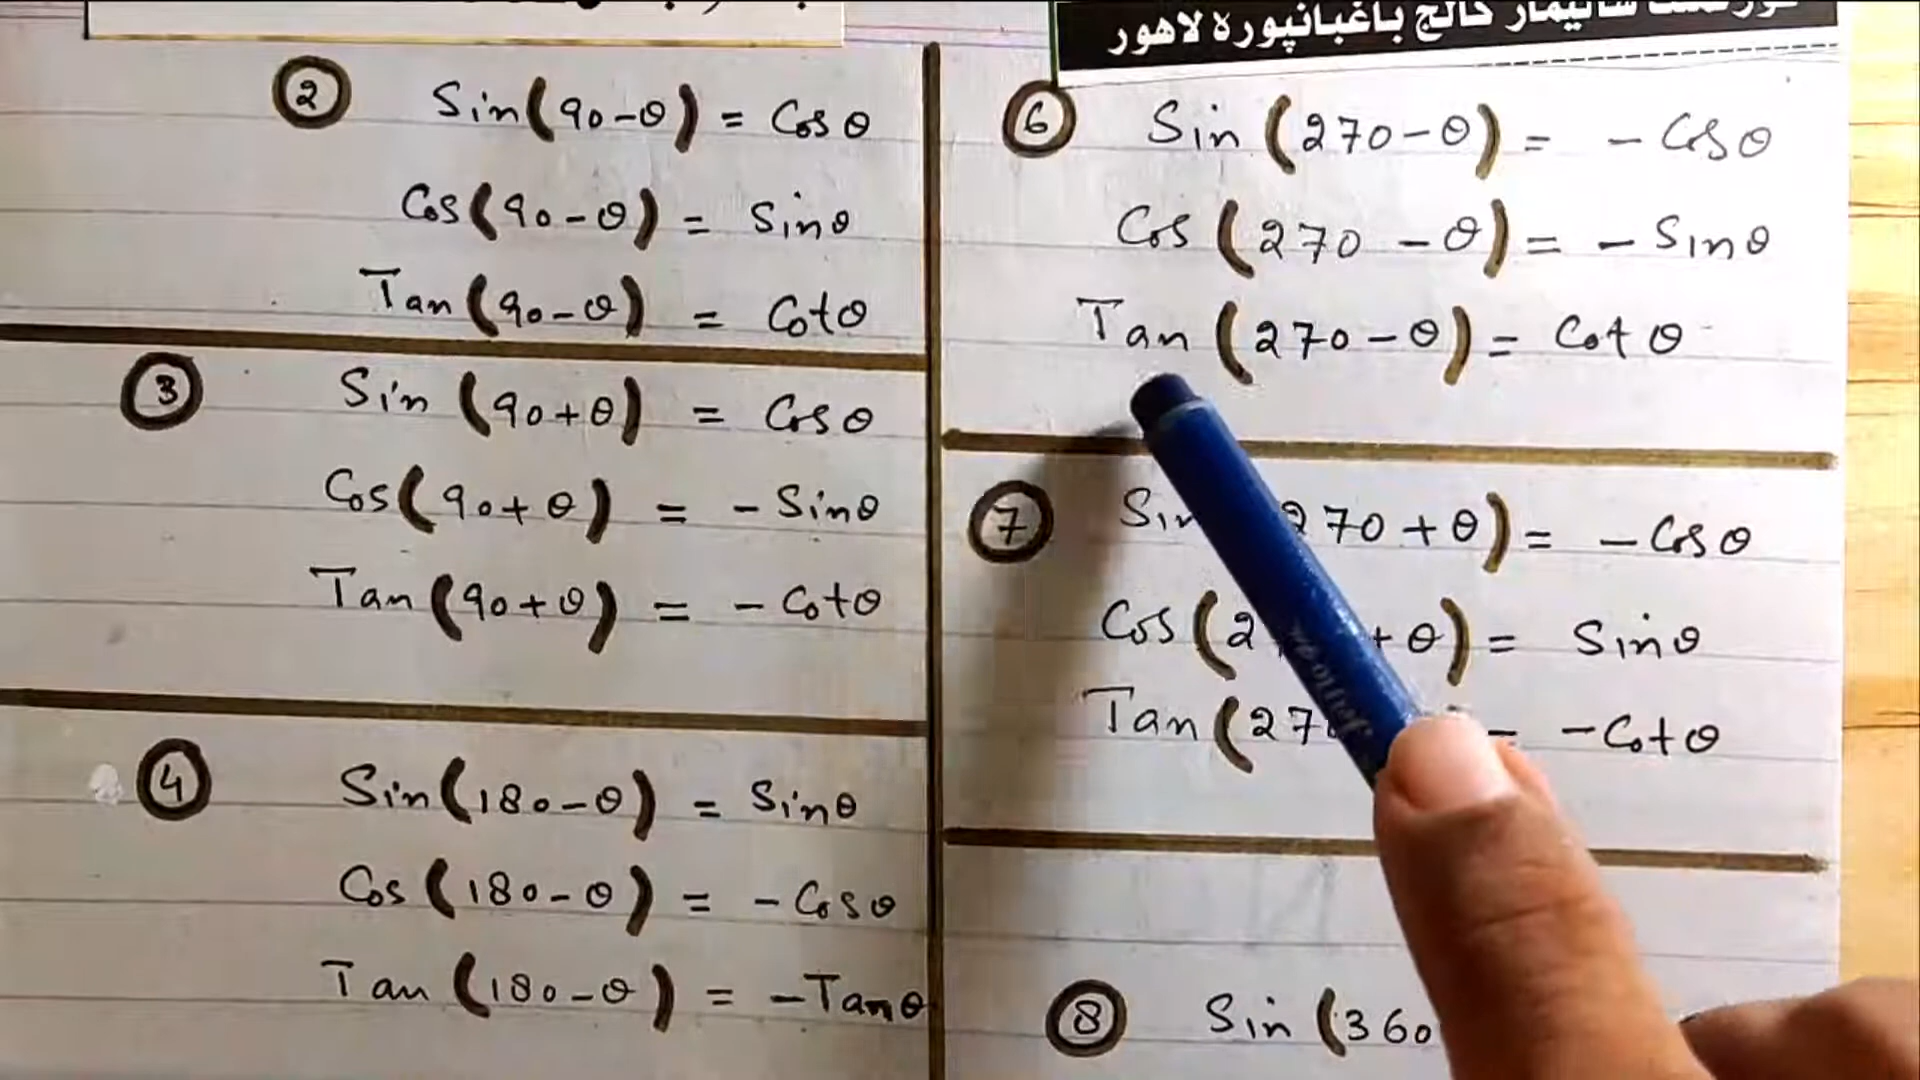 شالیمار کالج باغبانپورہ لاهور
2
Sin(90-θ) = Cosθ
Cos(90-θ) = Sinθ
Tan(90-θ) = Cotθ
3
Sin(90+θ) = Cosθ
Cos(90+θ) = -Sinθ
Tan(90+θ) = -Cotθ
4
Sin(180-θ) = Sinθ
Cos(180-θ) = -Cosθ
Tan(180-θ) = -Tanθ
6
Sin(270-θ) = -Cosθ
Cos(270-θ) = -Sinθ
Tan(270-θ) = Cotθ
7
Sin 270+θ) = -Cosθ
Cos(2 +θ) = Sinθ
Tan(27 = -Cotθ
8
Sin(360